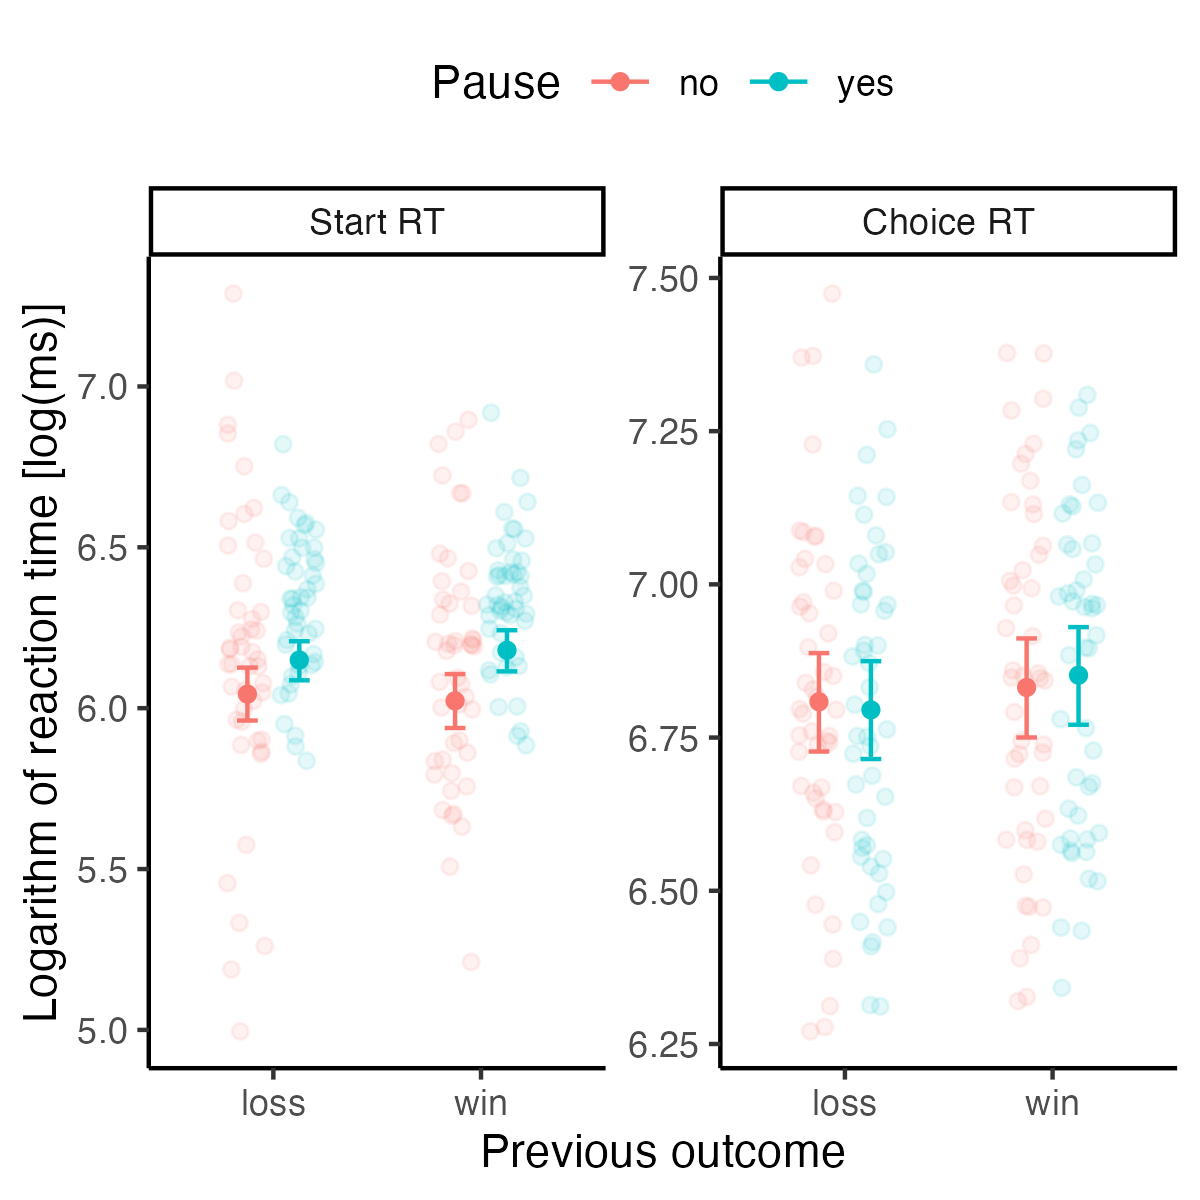 Pause no yes
Start RT
Choice RT
Logarithm of reaction time [log(ms)]
7.0
6.5
6.0
5.5
5.0
7.50
7.25
7.00
6.75
6.50
6.25
loss win
loss win
Previous outcome